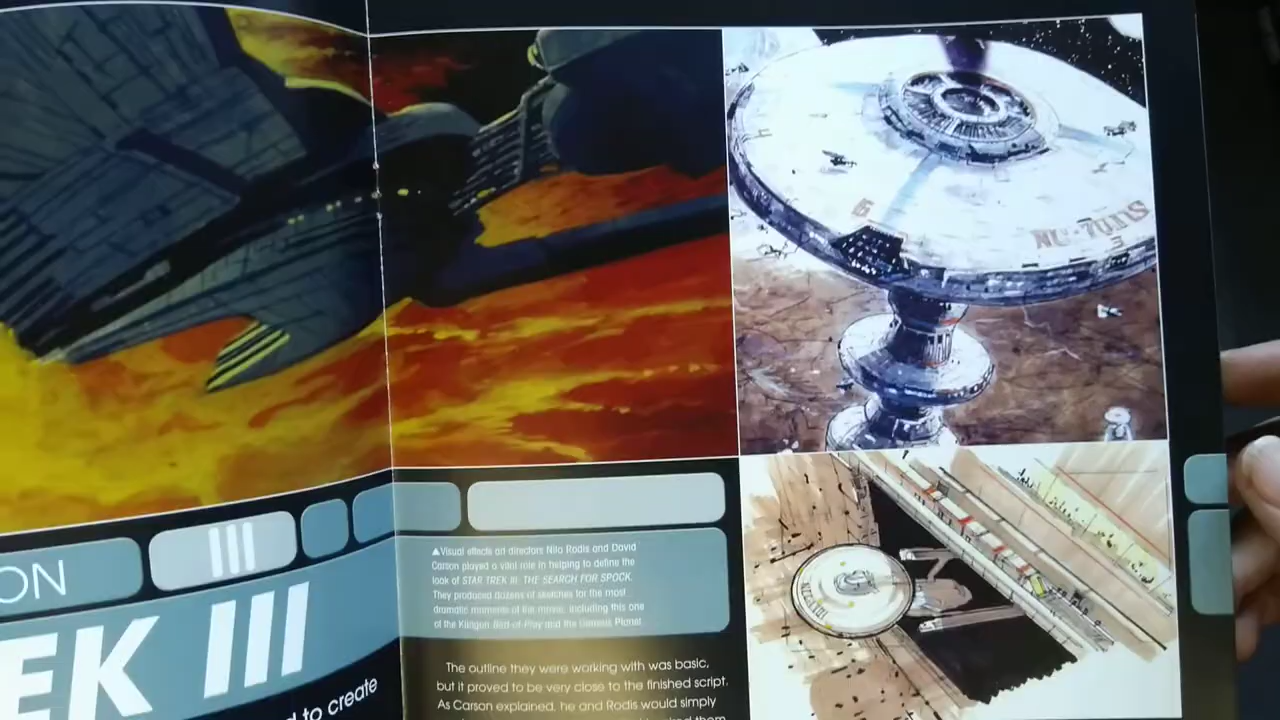 ON
III
EK III
d to create
▲Visual effects art directors Nilo Rodis and David
Carson played a vital role in helping to define the
look of STAR TREK III: THE SEARCH FOR SPOCK.
They produced dozens of sketches for the most
dramatic moments of the movie, including this one
of the Klingon Bird-of-Prey and the Genesis Planet.
The outline they were working with was basic,
but it proved to be very close to the finished script.
As Carson explained, he and Rodis would simply